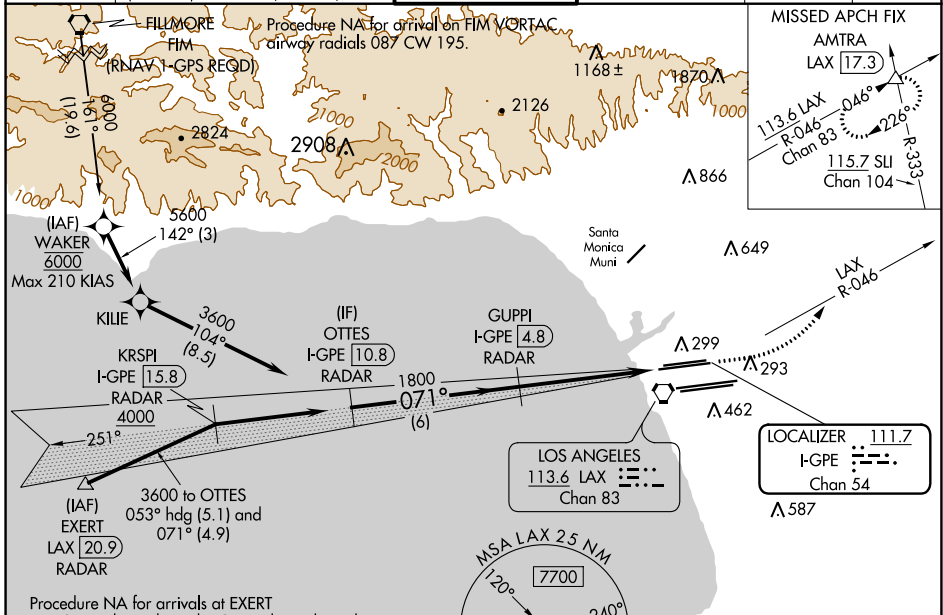 FILLMORE
FIM
(RNAV 1-GPS REQD)
Procedure NA for arrival on FIM VORTAC
airway radials 087 CW 195.
MISSED APCH FIX
AMTRA
LAX 17.3
113.6 LAX
R-046
Chan 83
046°
226°
R-333
115.7 SLI
Chan 104
6000
161°
(19.6)
2824
2908
1000
2000
2126
1168 ±
1870
1000
866
1000
(IAF)
WAKER
6000
Max 210 KIAS
5600
142° (3)
KILIE
3600
104°
(8.5)
Santa
Monica
Muni
649
LAX
R-046
(IF)
OTTES
I-GPE 10.8
RADAR
GUPPI
I-GPE 4.8
RADAR
KRSPI
I-GPE 15.8
RADAR
4000
1800
071°
(6)
299
293
462
251°
LOS ANGELES
113.6 LAX
Chan 83
LOCALIZER 111.7
I-GPE
Chan 54
587
(IAF)
EXERT
LAX 20.9
RADAR
3600 to OTTES
053° hdg (5.1) and
071° (4.9)
MSA LAX 25 NM
120°
7700
240°
Procedure NA for arrivals at EXERT